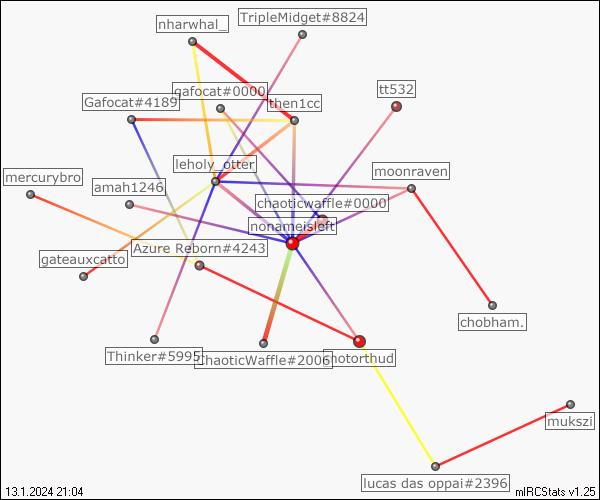 TripleMidget#8824
nharwhal_
tt532
gafocat#0000
Gafocat#4189
then1cc
leholy_otter
moonraven
mercurybro
amah1246
chaoticwaffle#0000
nonameisleft
Azure Reborn#4243
gateauxcatto
chobham.
Thinker#5995
ChaoticWaffle#2006
snotorthud
mukszi
lucas das oppai#2396
13.1.2024 21:04
mIRCStats v1.25